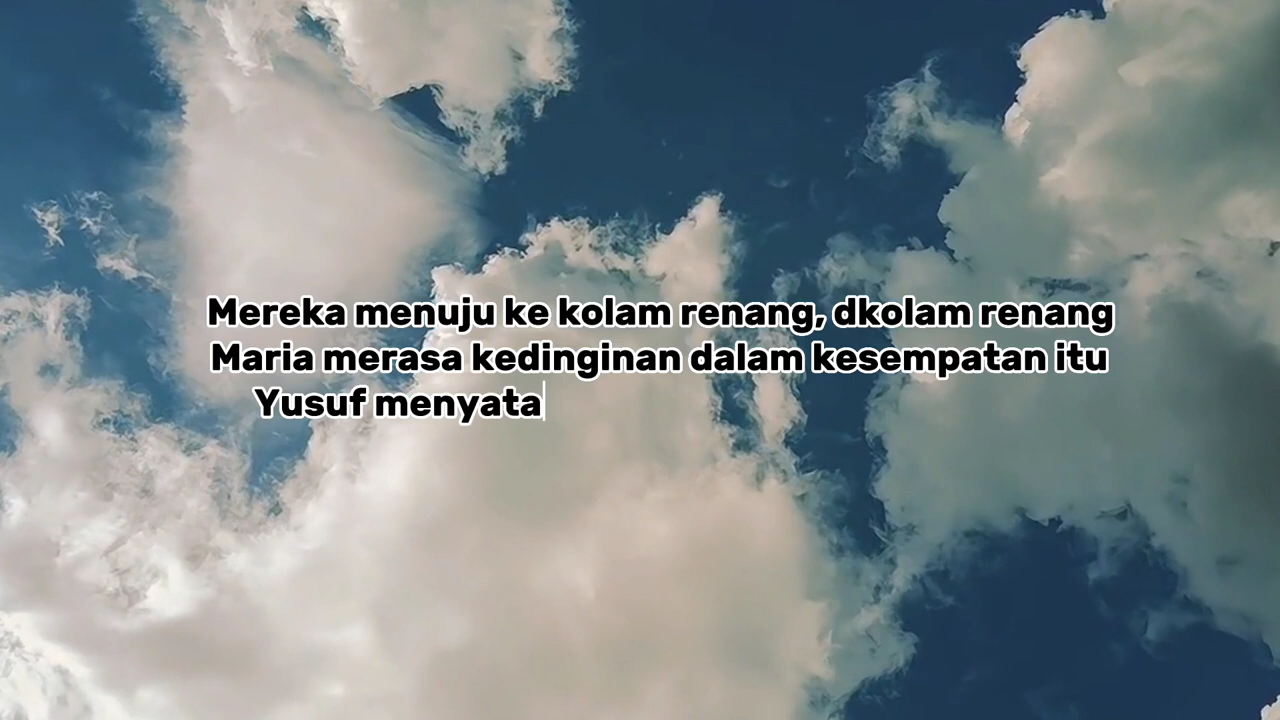 Mereka menuju ke kolam renang, dkolam renang
Maria merasa kedinginan dalam kesempatan itu
Yusuf menyata